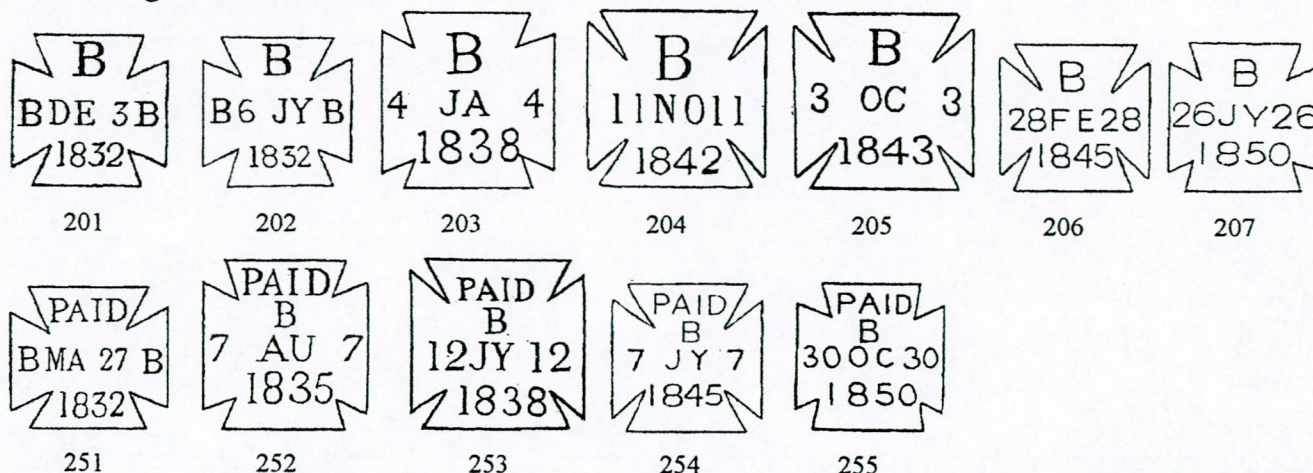 B
BDE 3B
1832
201
B
B6 JY B
1832
202
B
4 JA 4
1838
203
B
11NO11
1842
204
B
3 OC 3
1843
205
B
28FE28
1845
206
B
26JY26
1850
207
PAID
B MA 27 B
1832
251
PAID
B
7 AU 7
1835
252
PAID
B
12JY 12
1838
253
PAID
B
7 JY 7
1845
254
PAID
B
30OC30
1850
255